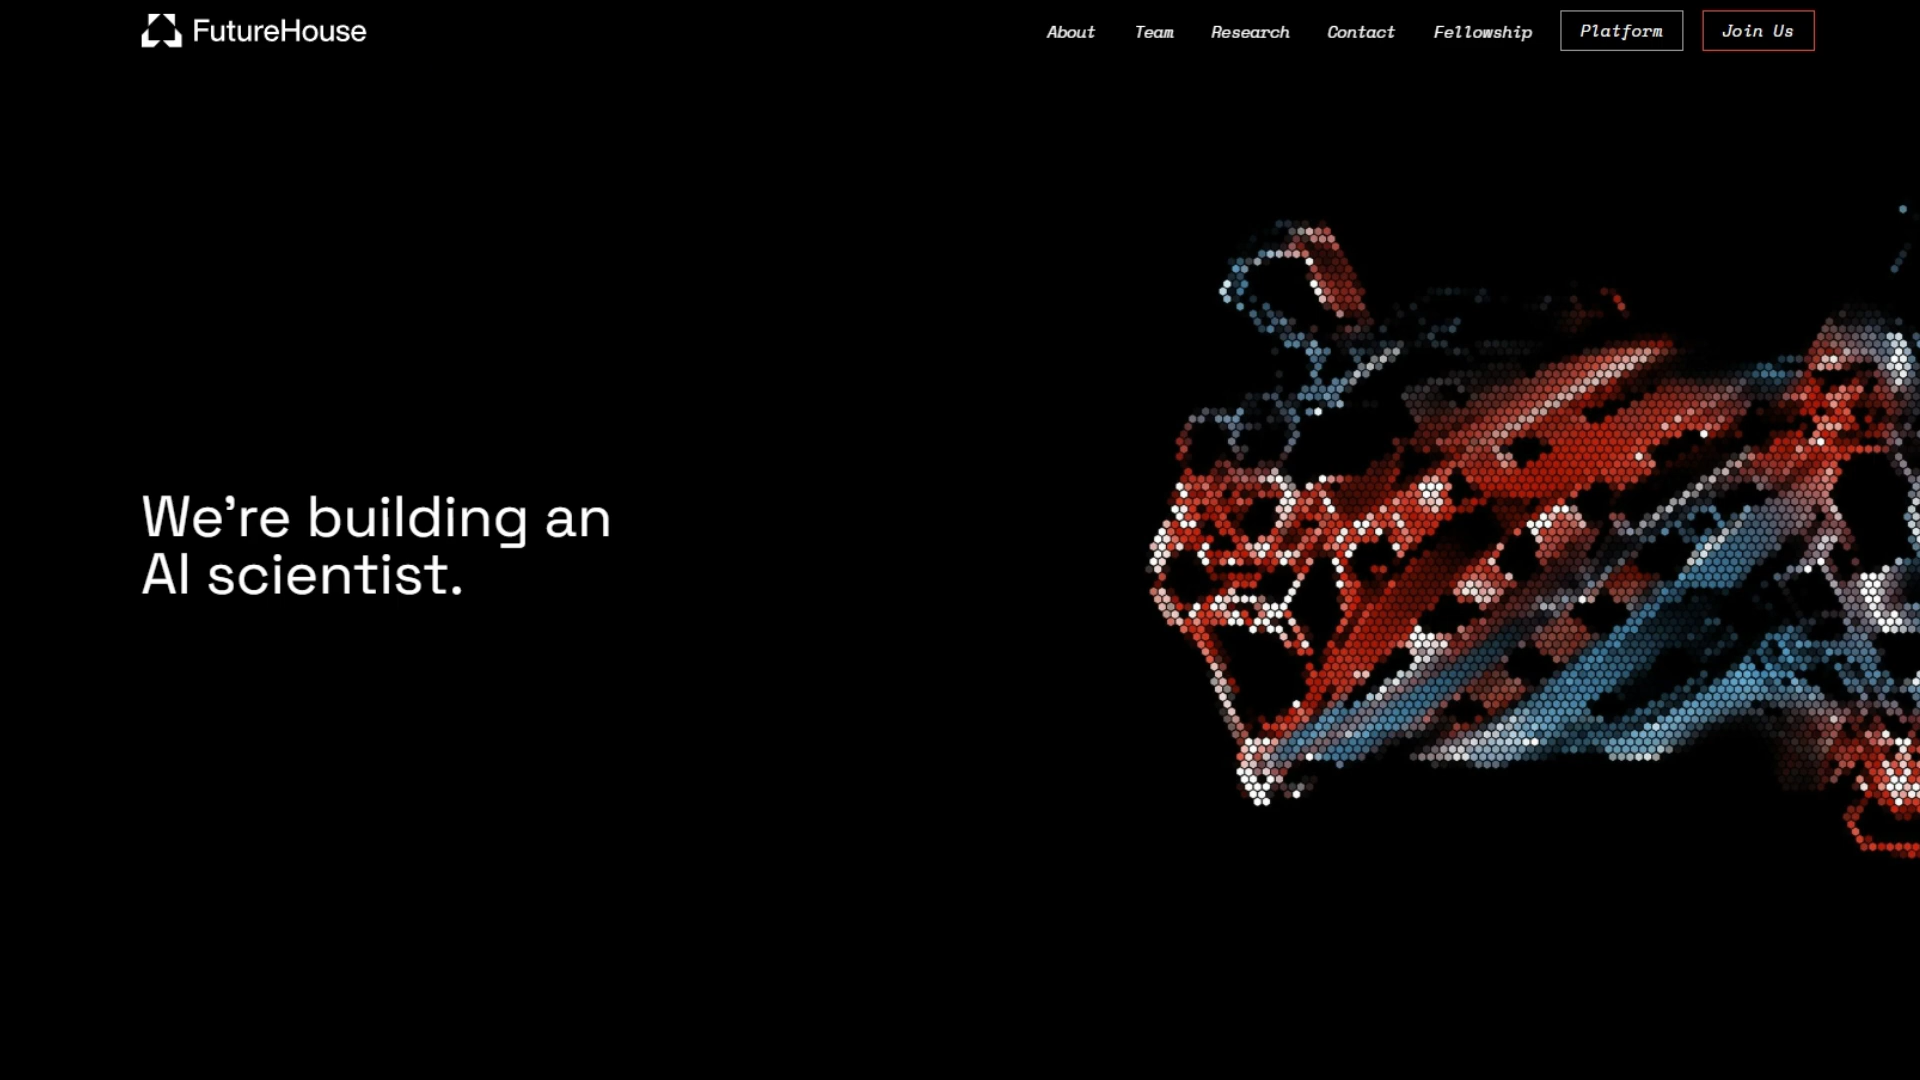 FutureHouse
About
Team
Research
Contact
Fellowship
Platform
Join Us
We’re building an
AI scientist.